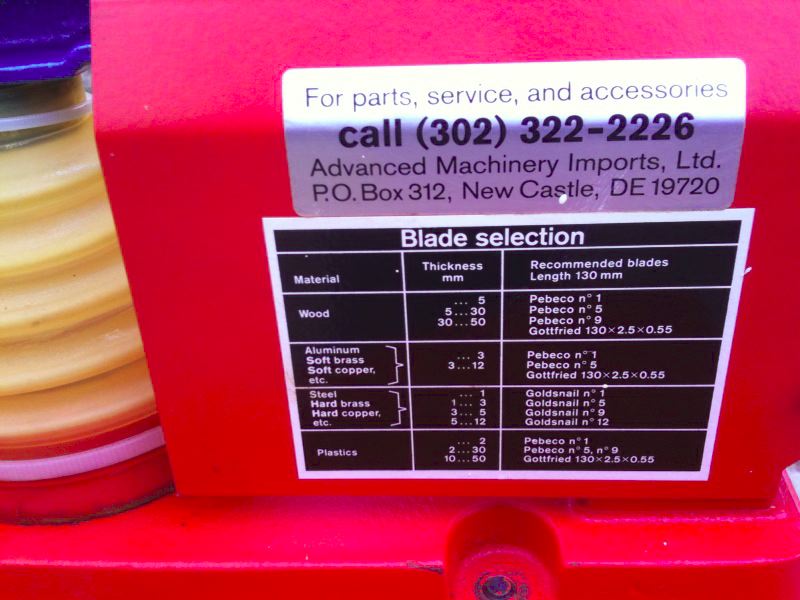 For parts, service, and accessories
call (302) 322-2226
Advanced Machinery Imports, Ltd.
P.O. Box 312, New Castle, DE 19720
Blade selection
Material
Thickness
mm
Recommended blades
Length 130 mm
Wood
... 5
5...30
30...50
Pebeco n° 1
Pebeco n° 5
Pebeco n° 9
Gottfried 130×2.5×0.55
Aluminum
Soft brass
Soft copper,
etc.
... 3
3...12
Pebeco n° 1
Pebeco n° 5
Gottfried 130×2.5×0.55
Steel
Hard brass
Hard copper,
etc.
... 1
1... 3
3... 5
5...12
Goldsnail n° 1
Goldsnail n° 5
Goldsnail n° 9
Goldsnail n° 12
Plastics
... 2
2...30
10...50
Pebeco n° 1
Pebeco n° 5, n° 9
Gottfried 130×2.5×0.55